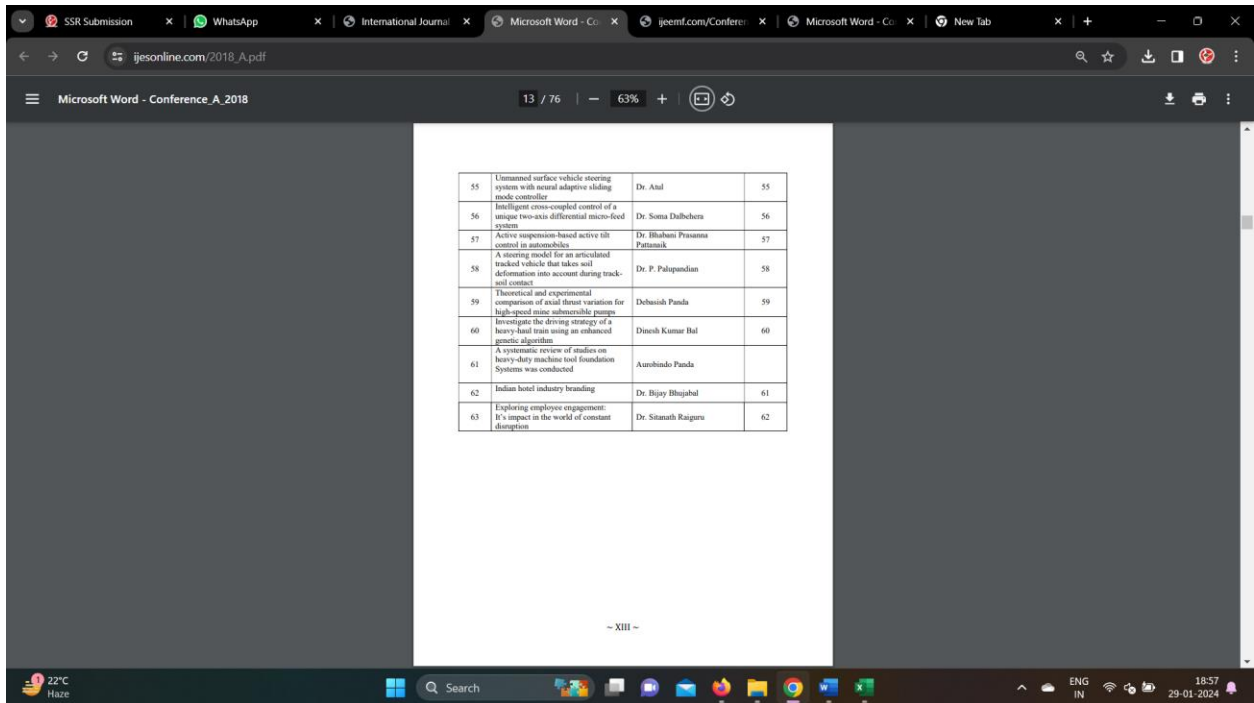 SSR Submission
WhatsApp
International Journal
Microsoft Word - Co
ijeemf.com/Conferen
Microsoft Word - Co
New Tab
ijesonline.com/2018_A.pdf
Microsoft Word - Conference_A_2018
13 / 76
63%
55
Unmanned surface vehicle steering
system with neural adaptive sliding
mode controller
Dr. Atul
55
56
Intelligent cross-coupled control of a
unique two-axis differential micro-feed
system
Dr. Soma Dalbehera
56
57
Active suspension-based active tilt
control in automobiles
Dr. Bhabani Prasanna
Pattanaik
57
58
A steering model for an articulated
tracked vehicle that takes soil
deformation into account during track-
soil contact
Dr. P. Palupandian
58
59
Theoretical and experimental
comparison of axial thrust variation for
high-speed mine submersible pumps
Debasish Panda
59
60
Investigate the driving strategy of a
heavy-haul train using an enhanced
genetic algorithm
Dinesh Kumar Bal
60
61
A systematic review of studies on
heavy-duty machine tool foundation
Systems was conducted
Aurobindo Panda
62
Indian hotel industry branding
Dr. Bijay Bhujabal
61
63
Exploring employee engagement:
It's impact in the world of constant
disruption
Dr. Sitanath Raiguru
62
~ XIII ~
1
22°C
Haze
Search
ENG
IN
18:57
29-01-2024